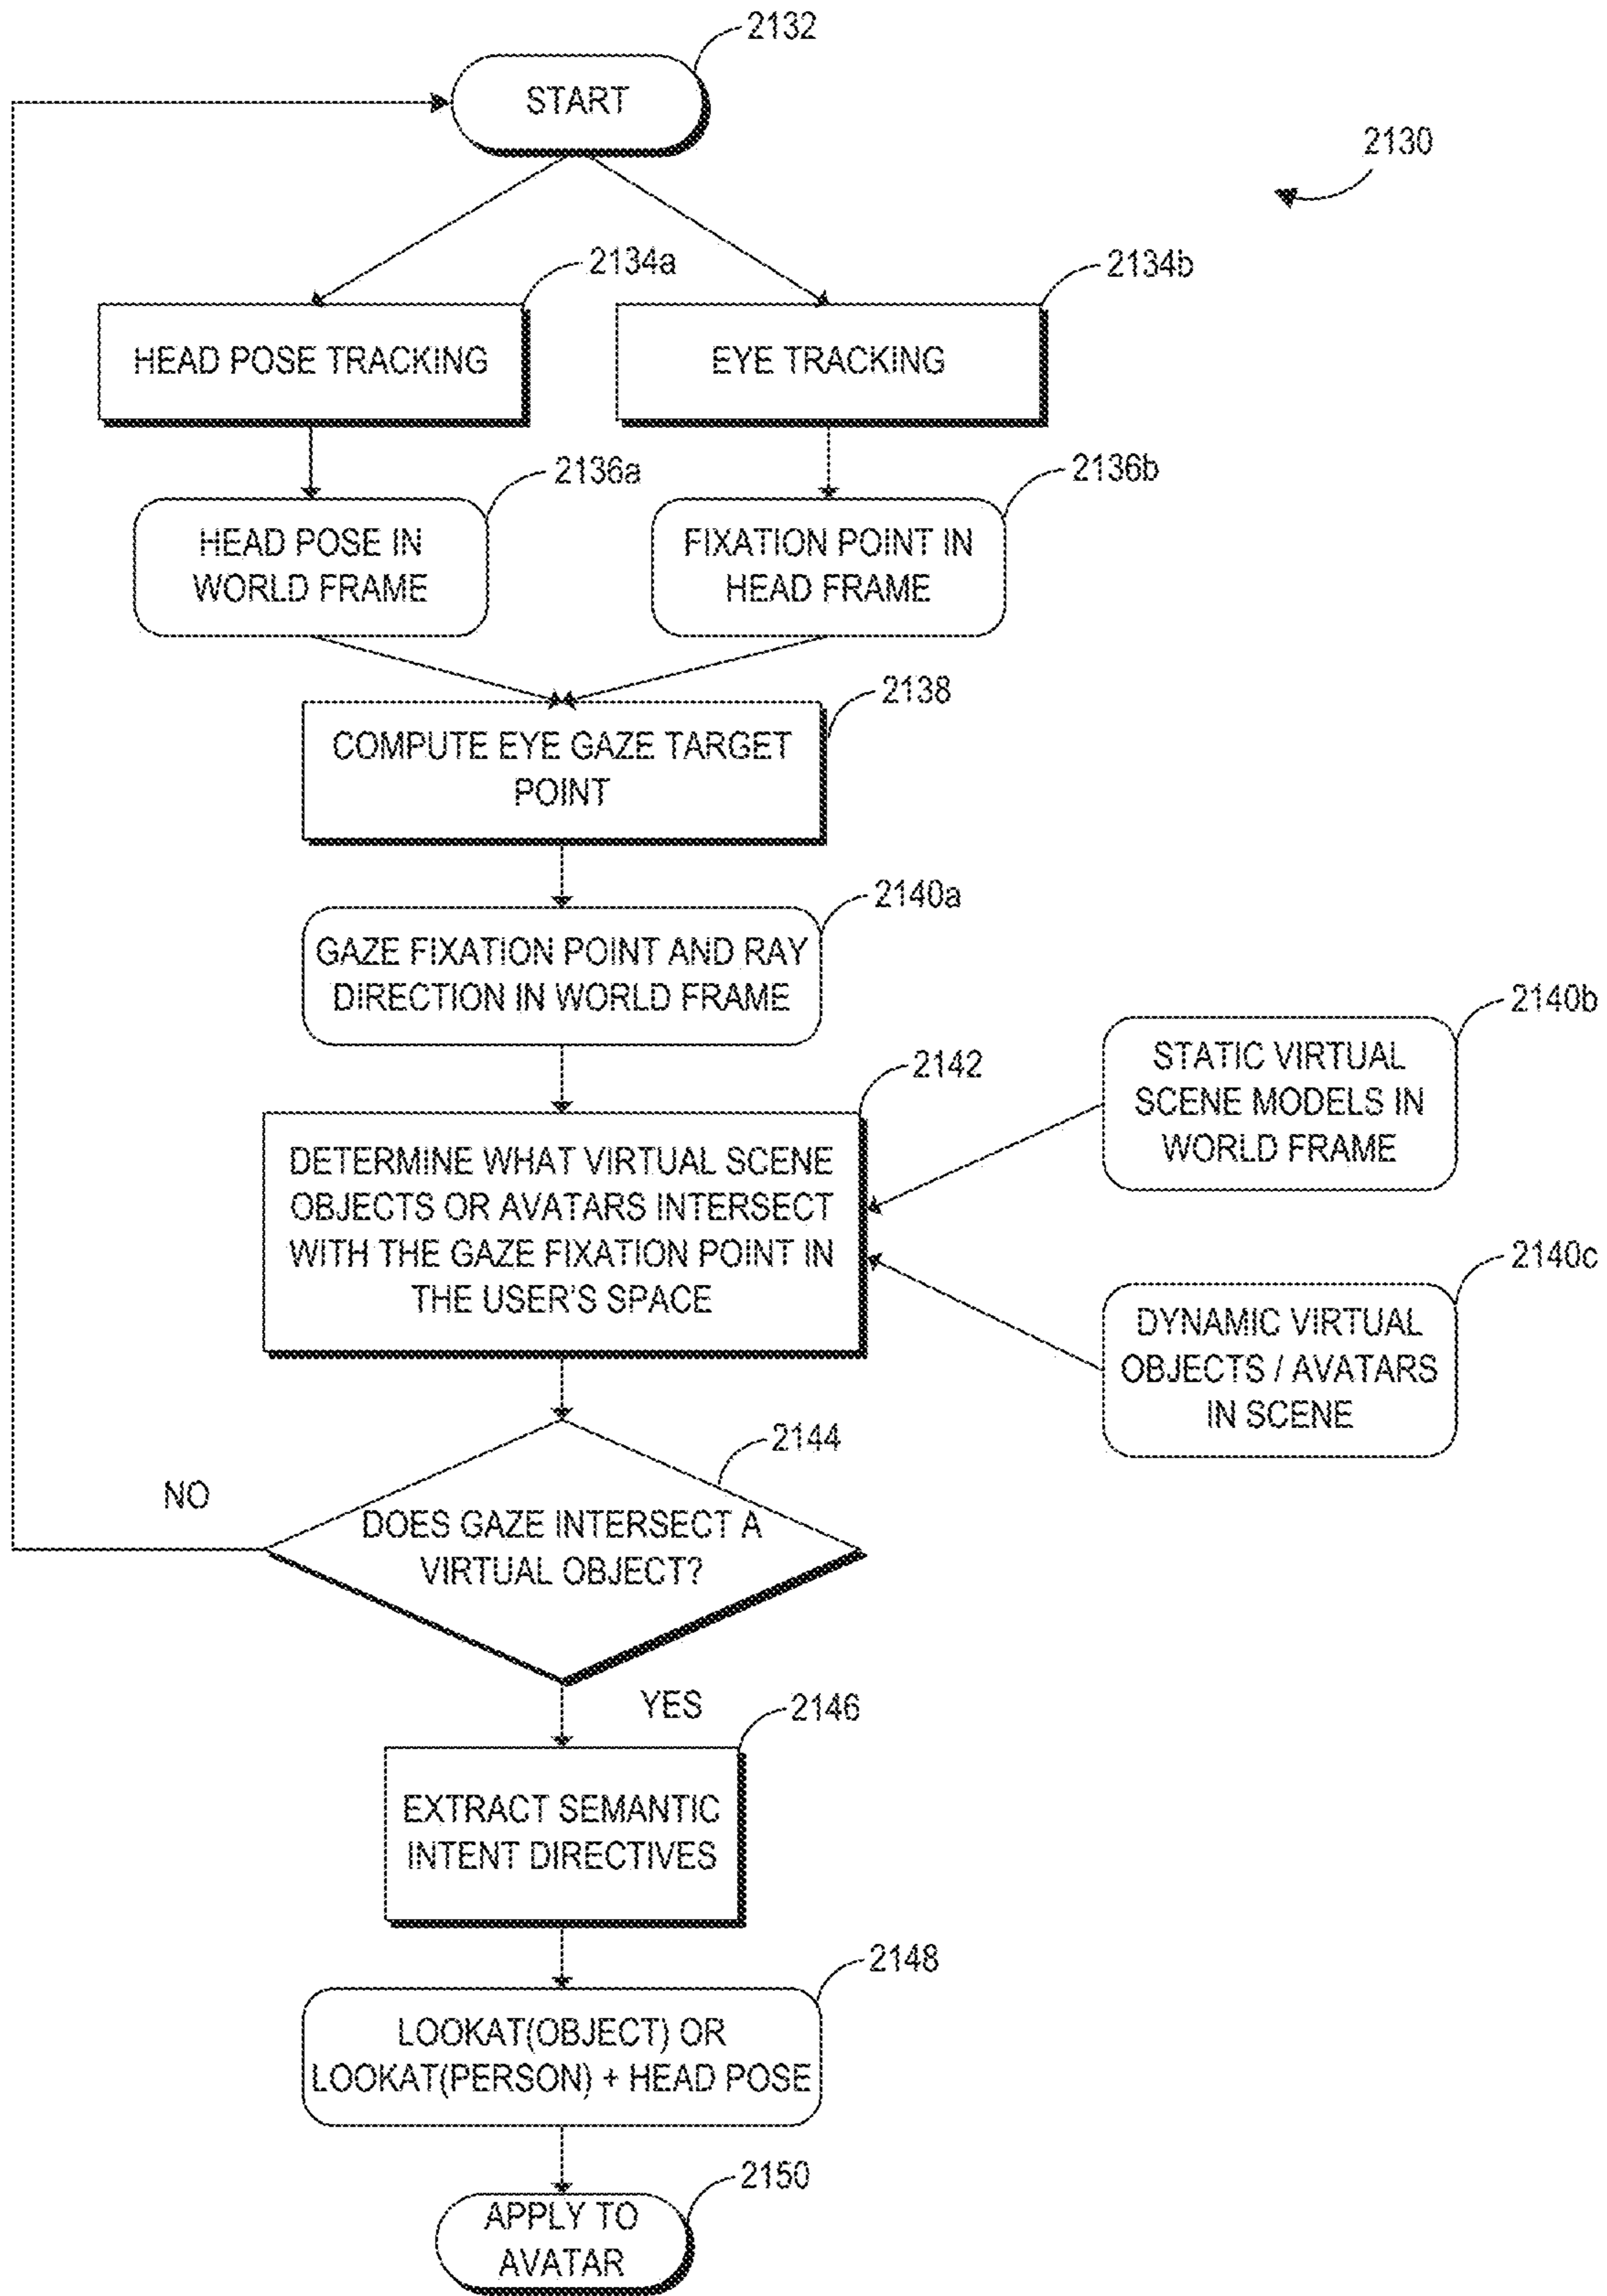 2132
START
2130
2134a
2134b
HEAD POSE TRACKING
EYE TRACKING
2136a
2136b
HEAD POSE IN
WORLD FRAME
FIXATION POINT IN
HEAD FRAME
2138
COMPUTE EYE GAZE TARGET
POINT
2140a
GAZE FIXATION POINT AND RAY
DIRECTION IN WORLD FRAME
2140b
STATIC VIRTUAL
SCENE MODELS IN
WORLD FRAME
2142
DETERMINE WHAT VIRTUAL SCENE
OBJECTS OR AVATARS INTERSECT
WITH THE GAZE FIXATION POINT IN
THE USER'S SPACE
2140c
DYNAMIC VIRTUAL
OBJECTS / AVATARS
IN SCENE
2144
NO
DOES GAZE INTERSECT A
VIRTUAL OBJECT?
YES
2146
EXTRACT SEMANTIC
INTENT DIRECTIVES
2148
LOOKAT(OBJECT) OR
LOOKAT(PERSON) + HEAD POSE
2150
APPLY TO
AVATAR